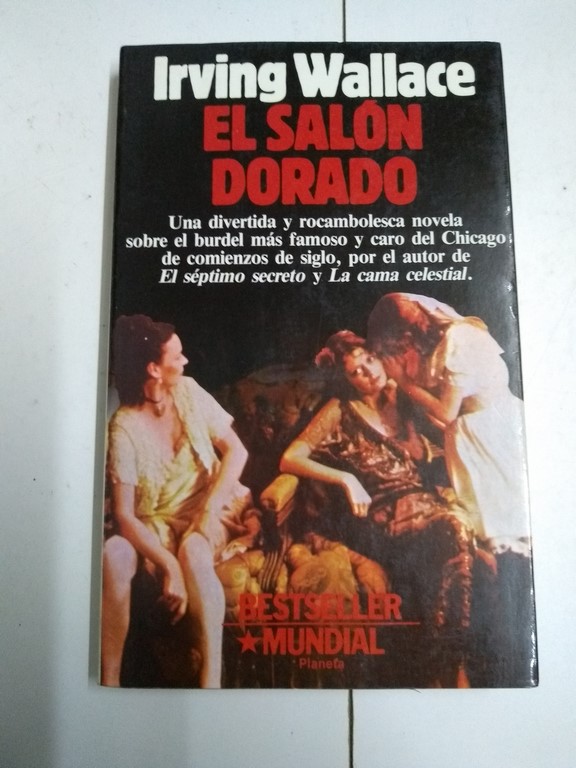 Irving Wallace
EL SALÓN
DORADO
Una divertida y rocambolesca novela
sobre el burdel más famoso y caro del Chicago
de comienzos de siglo, por el autor de
El séptimo secreto y La cama celestial.
BESTSELLER
★MUNDIAL
Planeta